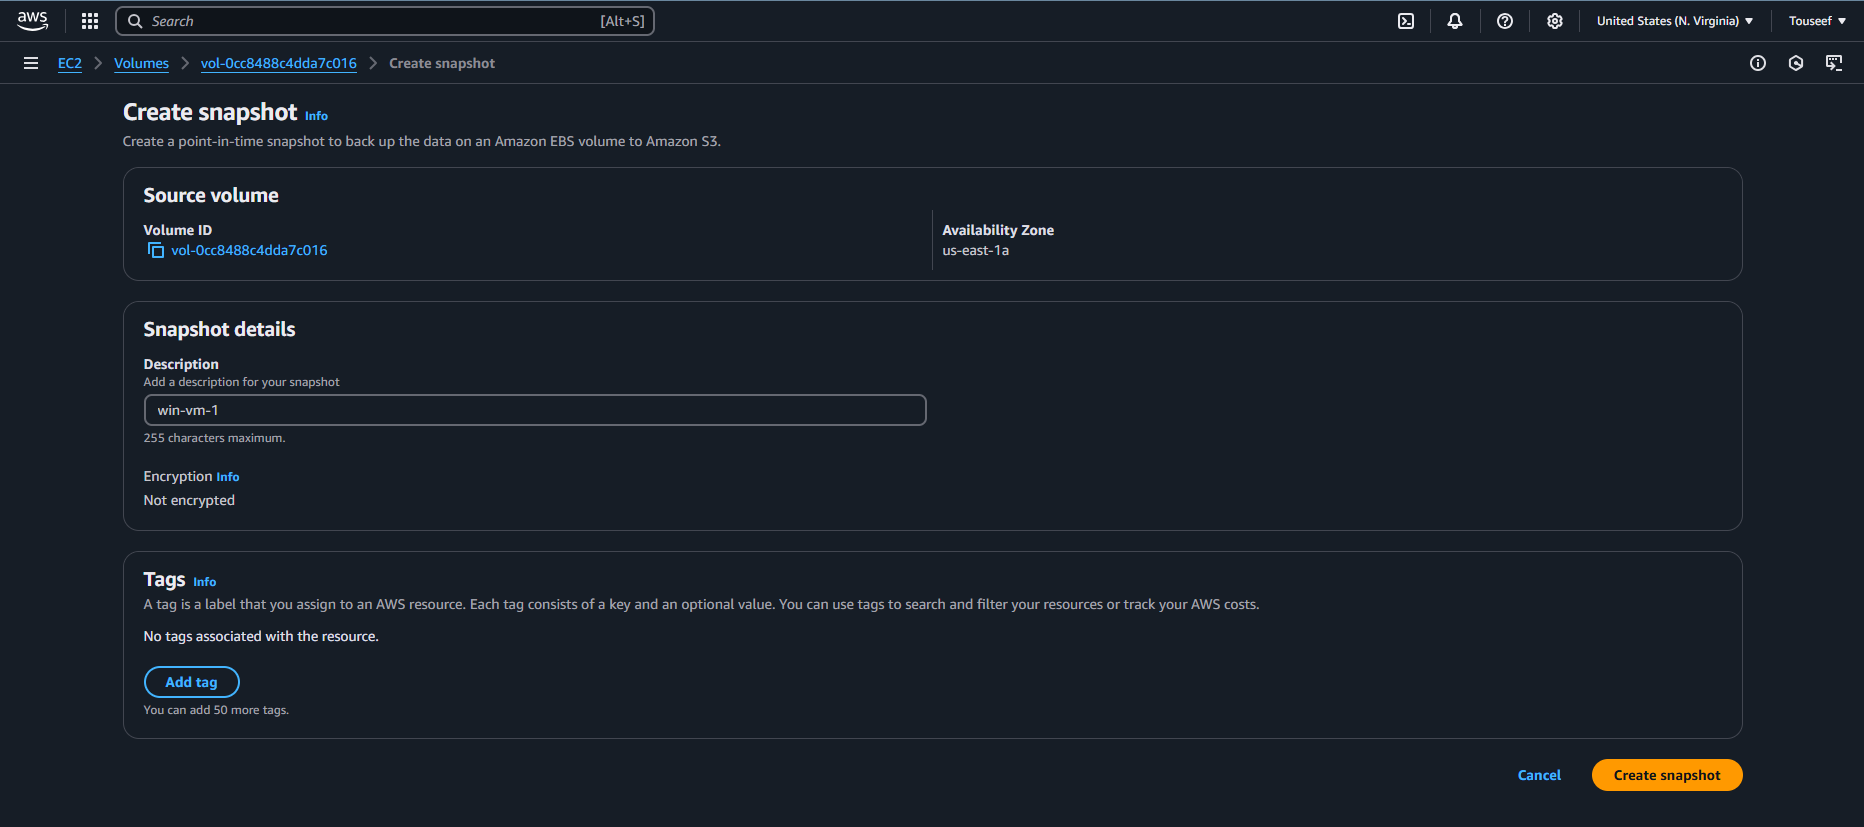 aws
Search [Alt+S]
United States (N. Virginia)
Touseef
EC2 Volumes vol-0cc8488c4dda7c016 Create snapshot
Create snapshot Info
Create a point-in-time snapshot to back up the data on an Amazon EBS volume to Amazon S3.
Source volume
Volume ID
vol-0cc8488c4dda7c016
Availability Zone
us-east-1a
Snapshot details
Description
Add a description for your snapshot
win-vm-1
255 characters maximum.
Encryption Info
Not encrypted
Tags Info
A tag is a label that you assign to an AWS resource. Each tag consists of a key and an optional value. You can use tags to search and filter your resources or track your AWS costs.
No tags associated with the resource.
Add tag
You can add 50 more tags.
Cancel
Create snapshot